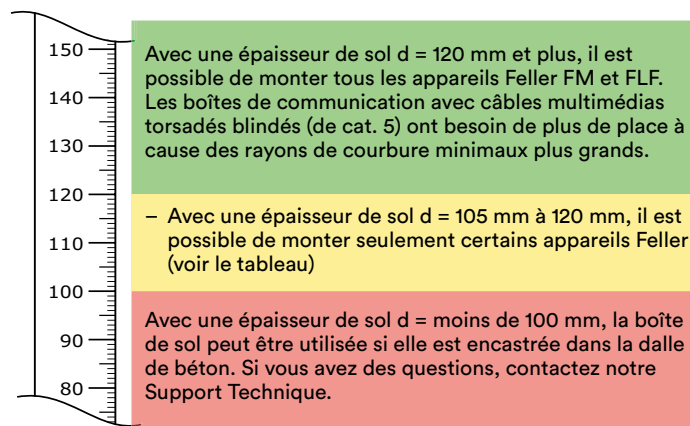 150
140
130
120
110
100
90
80
Avec une épaisseur de sol d = 120 mm et plus, il est
possible de monter tous les appareils Feller FM et FLF.
Les boîtes de communication avec câbles multimédias
torsadés blindés (de cat. 5) ont besoin de plus de place à
cause des rayons de courbure minimaux plus grands.
– Avec une épaisseur de sol d = 105 mm à 120 mm, il est
possible de monter seulement certains appareils Feller
(voir le tableau)
Avec une épaisseur de sol d = moins de 100 mm, la boîte
de sol peut être utilisée si elle est encastrée dans la dalle
de béton. Si vous avez des questions, contactez notre
Support Technique.